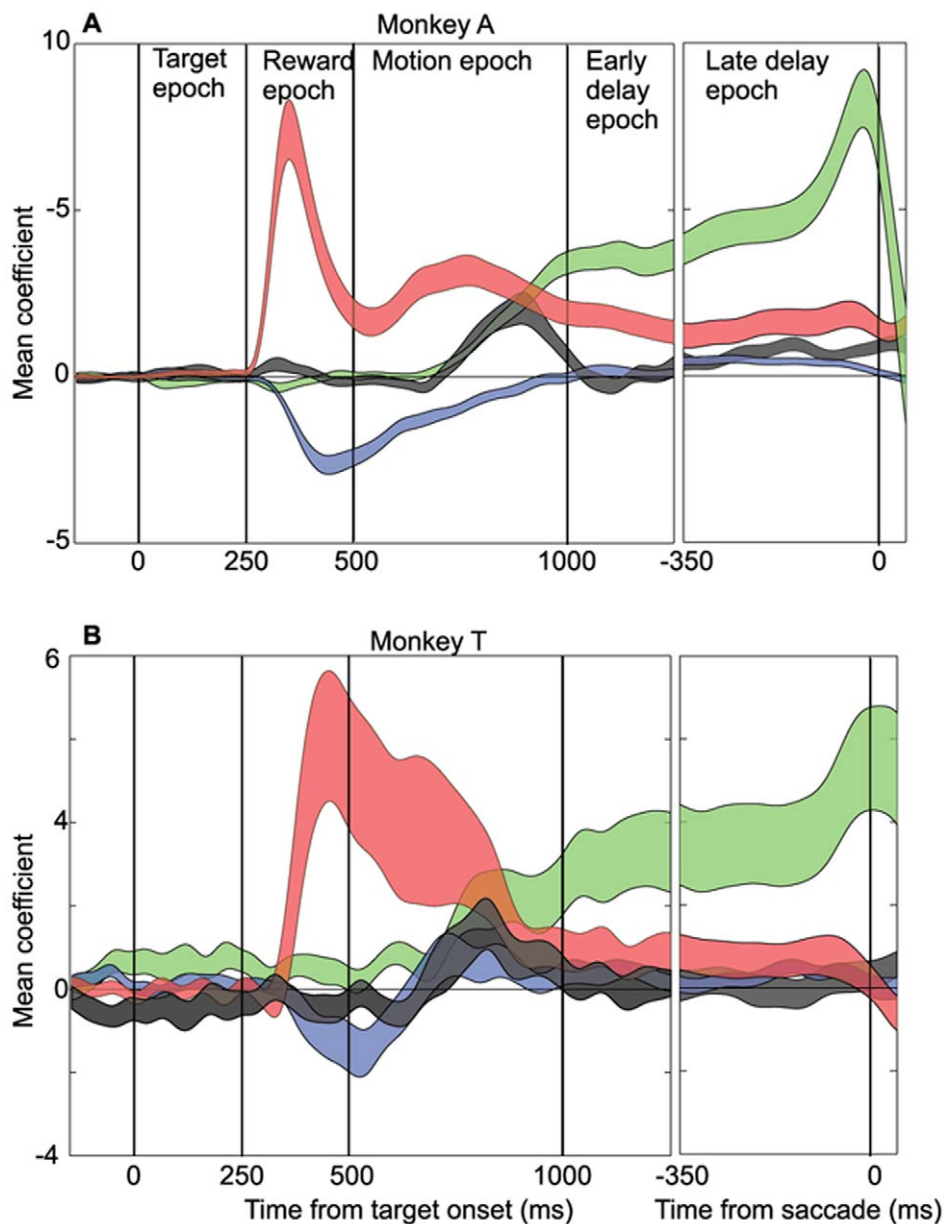 A
Monkey A
10
Target epoch
Reward epoch
Motion epoch
Early delay epoch
Late delay epoch
-5
Mean coefficient
0
-5
0
250
500
1000
-350
0
B
Monkey T
6
4
Mean coefficient
0
-4
0
250
500
1000
-350
0
Time from target onset (ms)
Time from saccade (ms)